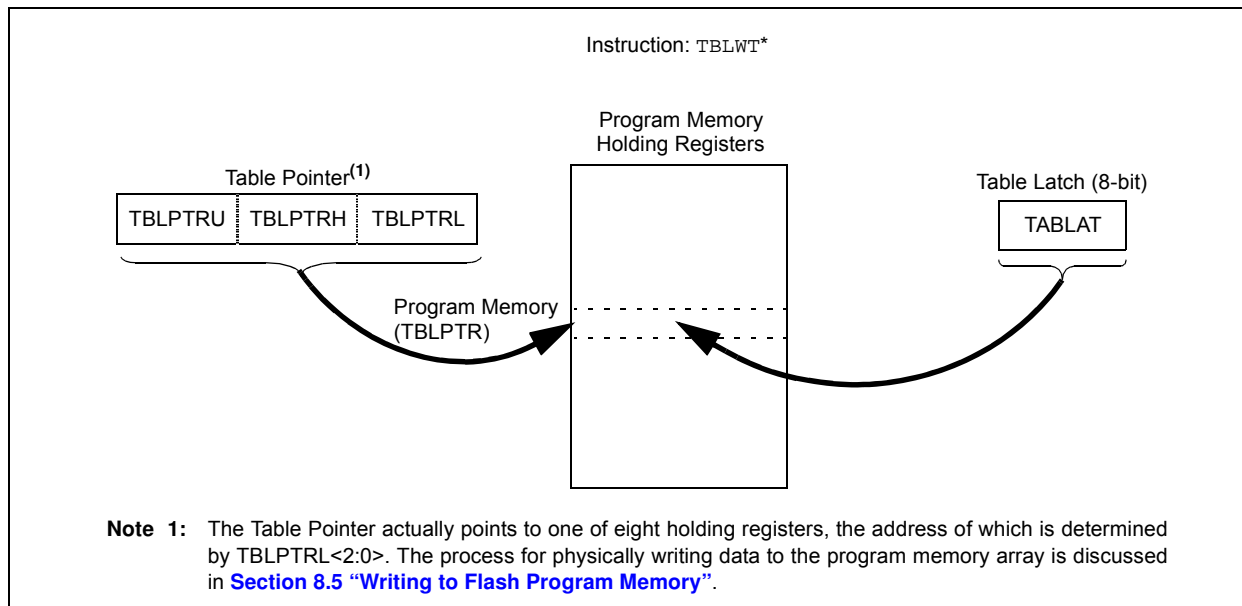 Instruction: TBLWT*
Program Memory
Holding Registers
Table Pointer(1)
Table Latch (8-bit)
TBLPTRU TBLPTRH TBLPTRL
TABLAT
Program Memory
(TBLPTR)
Note 1: The Table Pointer actually points to one of eight holding registers, the address of which is determined
by TBLPTRL<2:0>. The process for physically writing data to the program memory array is discussed
in Section 8.5 “Writing to Flash Program Memory”.